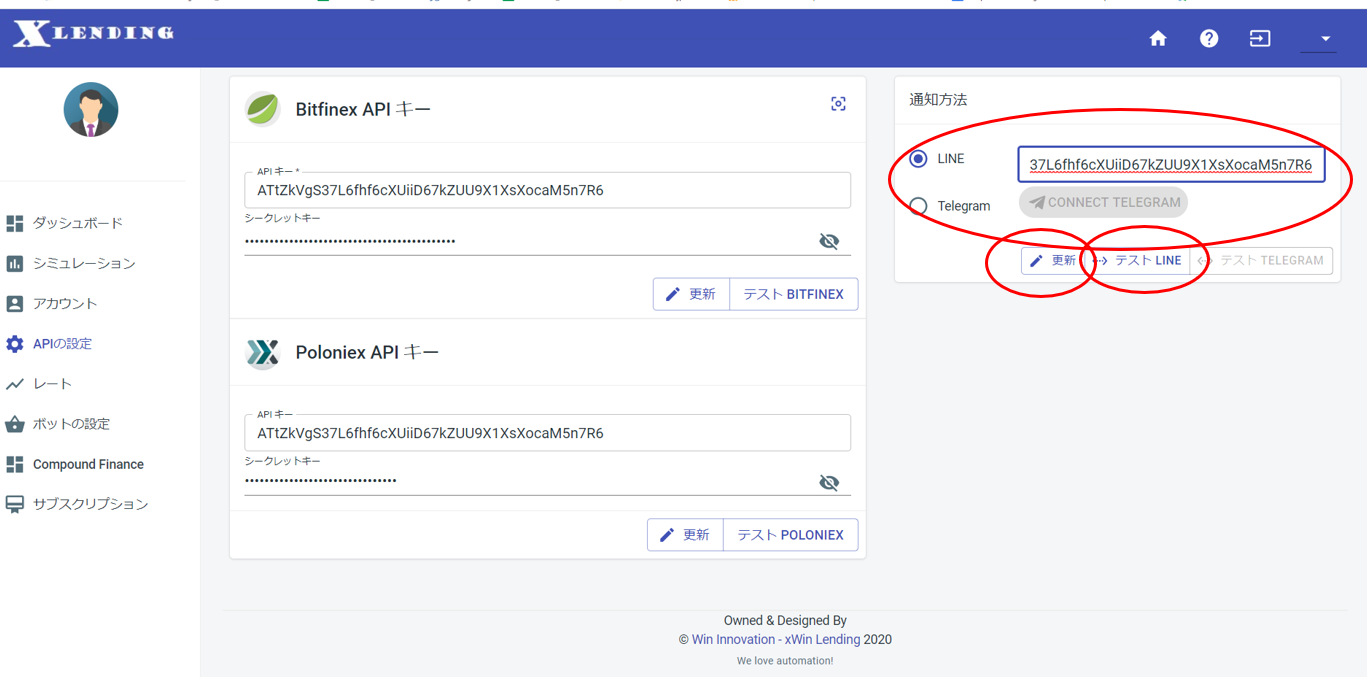 XLENDING
ダッシュボード
シミュレーション
アカウント
APIの設定
レート
ボットの設定
Compound Finance
サブスクリプション
Bitfinex API キー
API キー *
ATtZkVgS37L6fhf6cXUiiD67kZUU9X1XsXocaM5n7R6
シークレットキー
更新
テスト BITFINEX
Poloniex API キー
API キー
ATtZkVgS37L6fhf6cXUiiD67kZUU9X1XsXocaM5n7R6
シークレットキー
更新
テスト POLONIEX
通知方法
LINE
37L6fhf6cXUiiD67kZUU9X1XsXocaM5n7R6
Telegram
CONNECT TELEGRAM
更新
テスト LINE
テスト TELEGRAM
Owned & Designed By
© Win Innovation - xWin Lending 2020
We love automation!